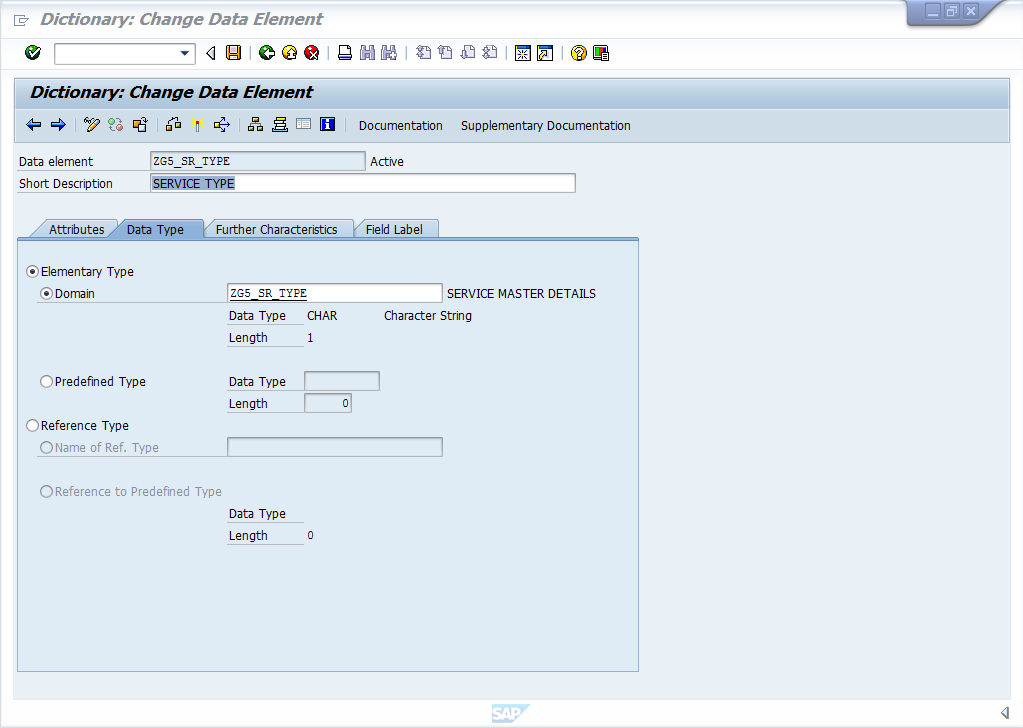 Dictionary: Change Data Element
Dictionary: Change Data Element
Documentation Supplementary Documentation
Data element ZG5_SR_TYPE Active
Short Description SERVICE TYPE
Attributes Data Type Further Characteristics Field Label
Elementary Type
Domain ZG5_SR_TYPE SERVICE MASTER DETAILS
Data Type CHAR Character String
Length 1
Predefined Type Data Type
Length 0
Reference Type
Name of Ref. Type
Reference to Predefined Type
Data Type
Length 0
SAP